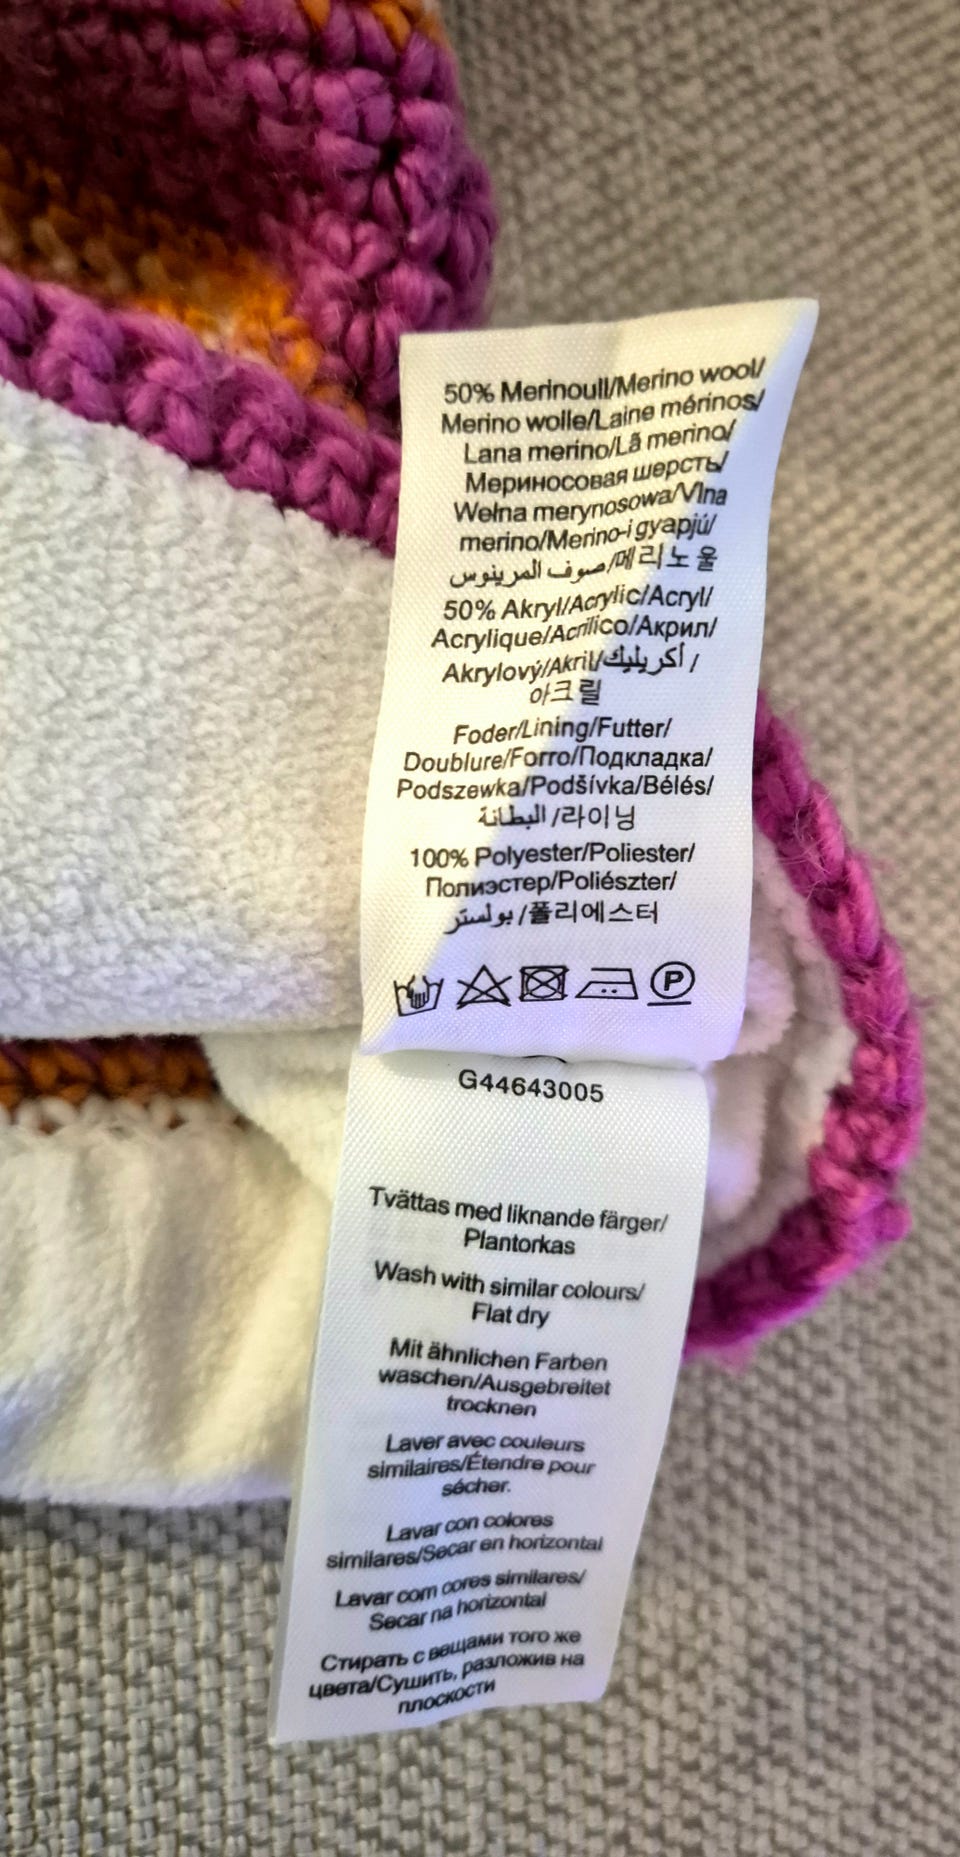 50% Merinoull/Merino wool/
Merino wolle/Laine mérinos/
Lana merino/Lã merino/
Мериносовая шерсть/
Wełna merynosowa/Vlna
merino/Merino-i gyapjú/
صوف المرينوس/메리노 울
50% Akryl/Acrylic/Acryl/
Acrylique/Acrílico/Акрил/
Akrylový/Akril/أكريليك/
아크릴
Foder/Lining/Futter/
Doublure/Forro/Подкладка/
Podszewka/Podšívka/Bélés/
البطانة/라이닝
100% Polyester/Poliester/
Полиэстер/Poliészter/
بولستر/폴리에스터
P
G44643005
Tvättas med liknande färger/
Plantorkas
Wash with similar colours/
Flat dry
Mit ähnlichen Farben
waschen/Ausgebreitet
trocknen
Laver avec couleurs
similaires/Étendre pour
sécher.
Lavar con colores
similares/Secar en horizontal
Lavar com cores similares/
Secar na horizontal
Стирать с вещами того же
цвета/Сушить, разложив на
плоскости